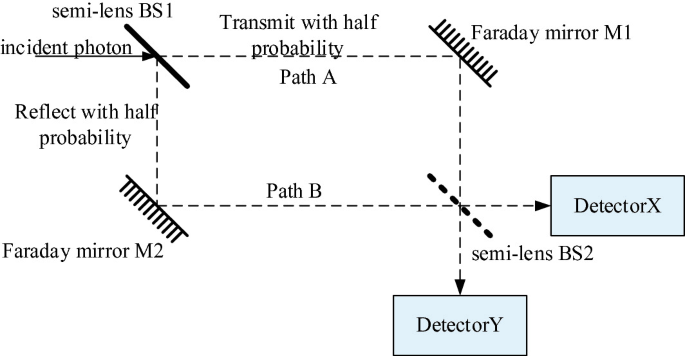 semi-lens BS1
incident photon
Transmit with half
probability
Path A
Faraday mirror M1
Reflect with half
probability
Path B
DetectorX
Faraday mirror M2
semi-lens BS2
DetectorY